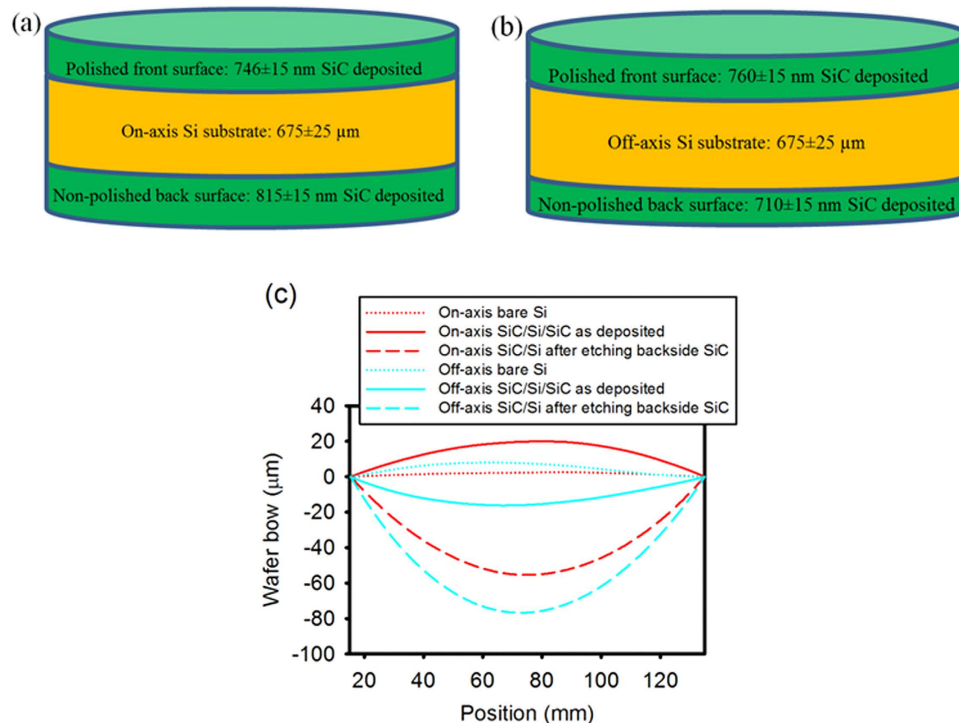 (a)
Polished front surface: 746±15 nm SiC deposited
On-axis Si substrate: 675±25 µm
Non-polished back surface: 815±15 nm SiC deposited
(b)
Polished front surface: 760±15 nm SiC deposited
Off-axis Si substrate: 675±25 µm
Non-polished back surface: 710±15 nm SiC deposited
(c)
On-axis bare Si
On-axis SiC/Si/SiC as deposited
On-axis SiC/Si after etching backside SiC
Off-axis bare Si
Off-axis SiC/Si/SiC as deposited
Off-axis SiC/Si after etching backside SiC
40
20
0
-20
-40
-60
-80
-100
Wafer bow (µm)
20 40 60 80 100 120
Position (mm)